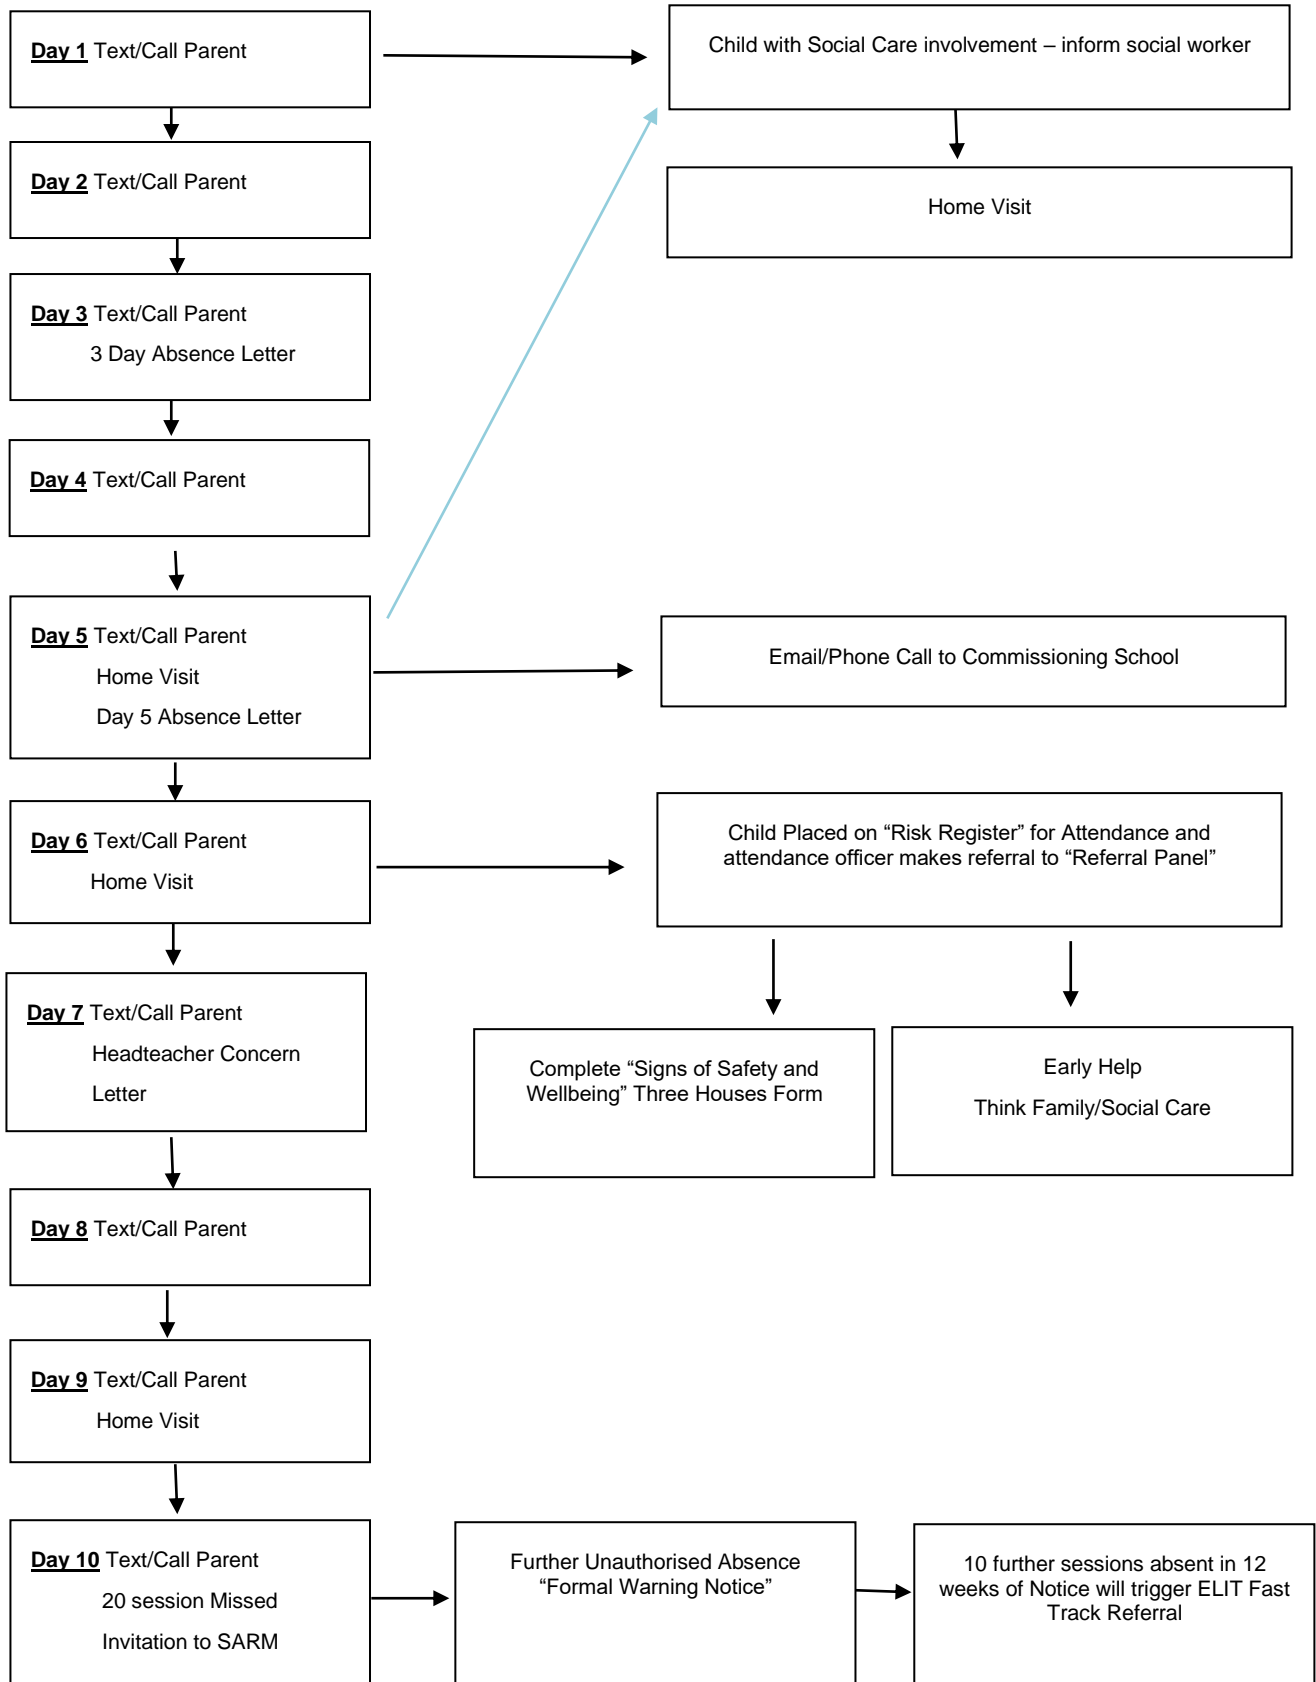 Day 1 Text/Call Parent
Child with Social Care involvement – inform social worker
Day 2 Text/Call Parent
Home Visit
Day 3 Text/Call Parent
3 Day Absence Letter
Day 4 Text/Call Parent
Day 5 Text/Call Parent
Home Visit
Day 5 Absence Letter
Email/Phone Call to Commissioning School
Day 6 Text/Call Parent
Home Visit
Child Placed on “Risk Register” for Attendance and
attendance officer makes referral to “Referral Panel”
Day 7 Text/Call Parent
Headteacher Concern
Letter
Complete “Signs of Safety and
Wellbeing” Three Houses Form
Early Help
Think Family/Social Care
Day 8 Text/Call Parent
Day 9 Text/Call Parent
Home Visit
Day 10 Text/Call Parent
20 session Missed
Invitation to SARM
Further Unauthorised Absence
“Formal Warning Notice”
10 further sessions absent in 12
weeks of Notice will trigger ELIT Fast
Track Referral